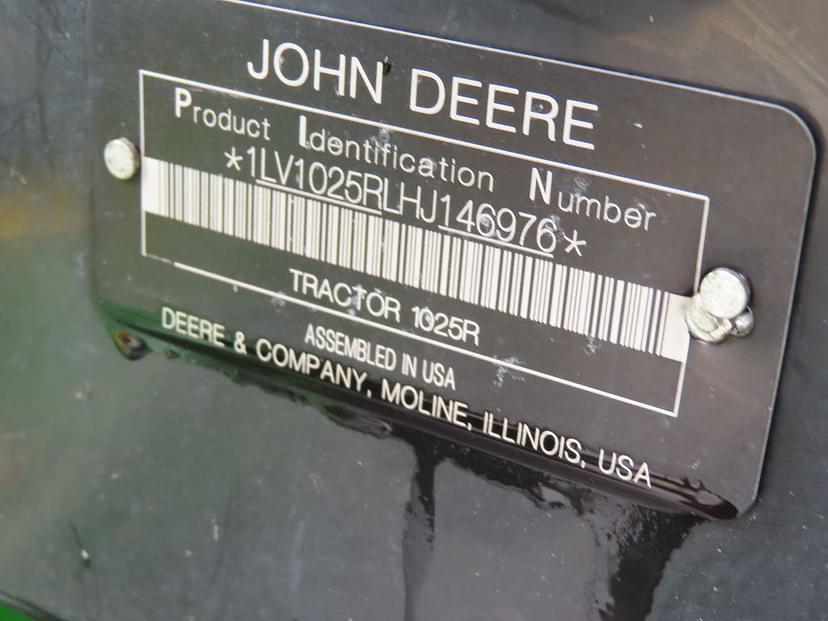 JOHN DEERE
Product Identification Number
*1LV1025RLHJ146976*
TRACTOR 1025R
ASSEMBLED IN USA
DEERE & COMPANY, MOLINE, ILLINOIS, USA